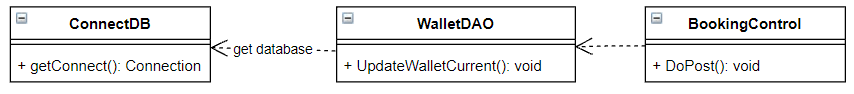 ConnectDB
+ getConnect(): Connection
get database
WalletDAO
+ UpdateWalletCurrent(): void
BookingControl
+ DoPost(): void